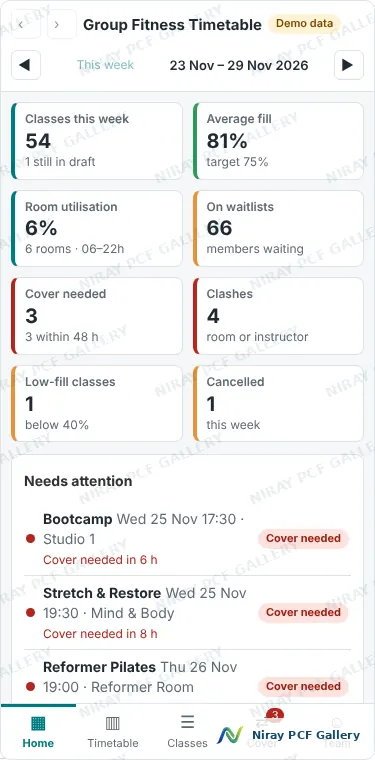 Group Fitness Timetable Demo data
This week 23 Nov – 29 Nov 2026
Classes this week
54
1 still in draft
Average fill
81%
target 75%
Room utilisation
6%
6 rooms · 06–22h
On waitlists
66
members waiting
Cover needed
3
3 within 48 h
Clashes
4
room or instructor
Low-fill classes
1
below 40%
Cancelled
1
this week
Needs attention
Bootcamp Wed 25 Nov 17:30 ·
Studio 1
Cover needed
Cover needed in 6 h
Stretch & Restore Wed 25 Nov
19:30 · Mind & Body
Cover needed
Cover needed in 8 h
Reformer Pilates Thu 26 Nov
19:00 · Reformer Room
Cover needed
Home
Timetable
Classes
3
Cover
Team
Niray PCF Gallery
NIRAY PCF GALLERY